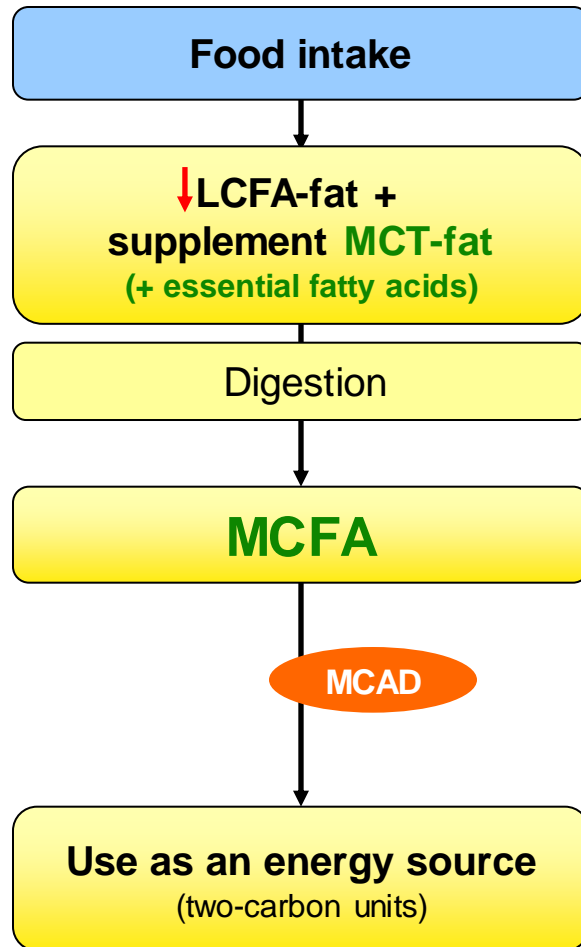 Food intake
↓LCFA-fat +
supplement MCT-fat
(+ essential fatty acids)
Digestion
MCFA
MCAD
Use as an energy source
(two-carbon units)